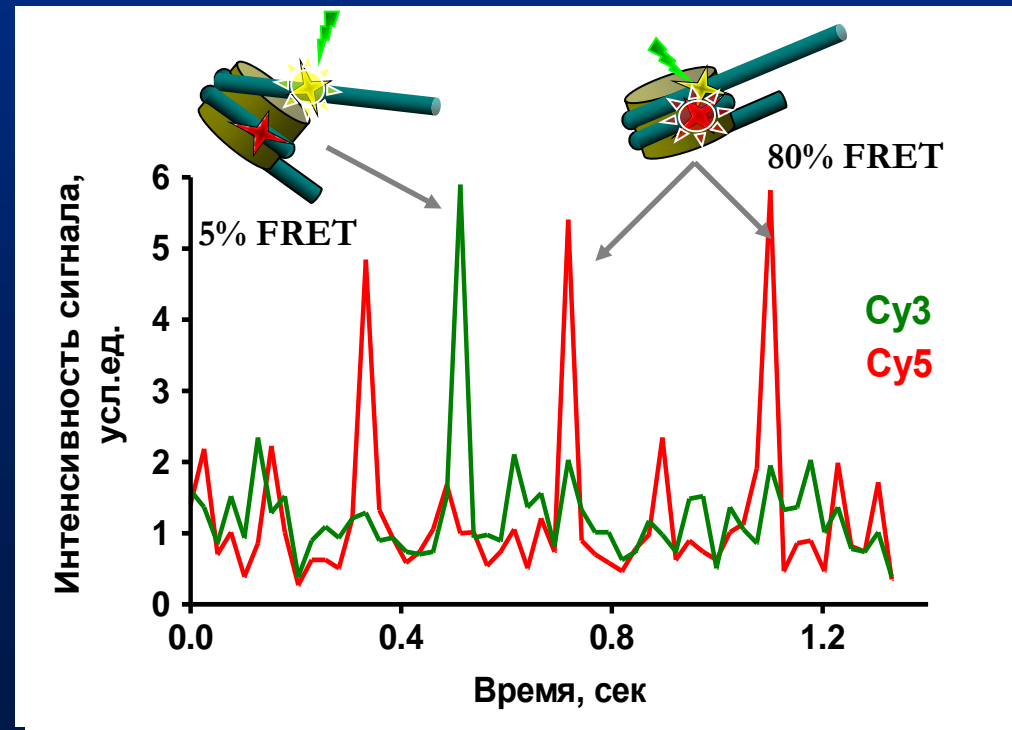 80% FRET
5% FRET
Интенсивность сигнала,
усл.ед.
6
5
4
3
2
1
0
Cy3
Cy5
0.0
0.4
0.8
1.2
Время, сек